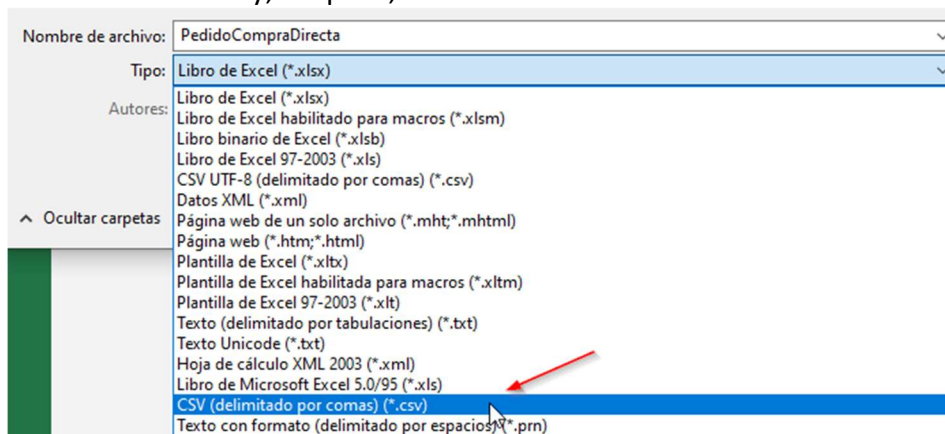 Nombre de archivo: PedidoCompraDirecta
Tipo: Libro de Excel (*.xlsx)
Autores:
Libro de Excel (*.xlsx)
Libro de Excel habilitado para macros (*.xlsm)
Libro binario de Excel (*.xlsb)
Libro de Excel 97-2003 (*.xls)
CSV UTF-8 (delimitado por comas) (*.csv)
Datos XML (*.xml)
Página web de un solo archivo (*.mht;*.mhtml)
Ocultar carpetas
Página web (*.htm;*.html)
Plantilla de Excel (*.xltx)
Plantilla de Excel habilitada para macros (*.xltm)
Plantilla de Excel 97-2003 (*.xlt)
Texto (delimitado por tabulaciones) (*.txt)
Texto Unicode (*.txt)
Hoja de cálculo XML 2003 (*.xml)
Libro de Microsoft Excel 5.0/95 (*.xls)
CSV (delimitado por comas) (*.csv)
Texto con formato (delimitado por espacios) (*.prn)